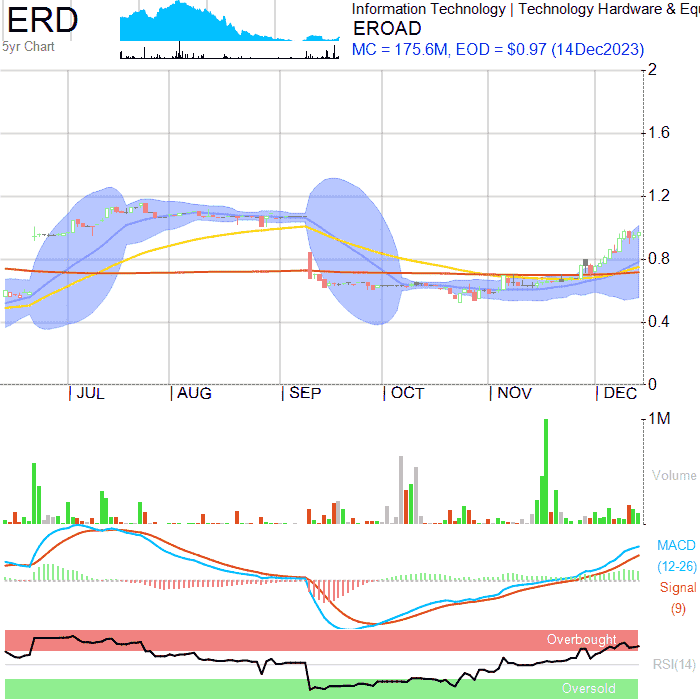 ERD
5yr Chart
Information Technology | Technology Hardware & Equ
EROAD
MC = 175.6M, EOD = $0.97 (14Dec2023)
2
1.6
1.2
0.8
0.4
0
JUL
AUG
SEP
OCT
NOV
DEC
1M
Volume
MACD
(12-26)
Signal
(9)
Overbought
RSI(14)
Oversold